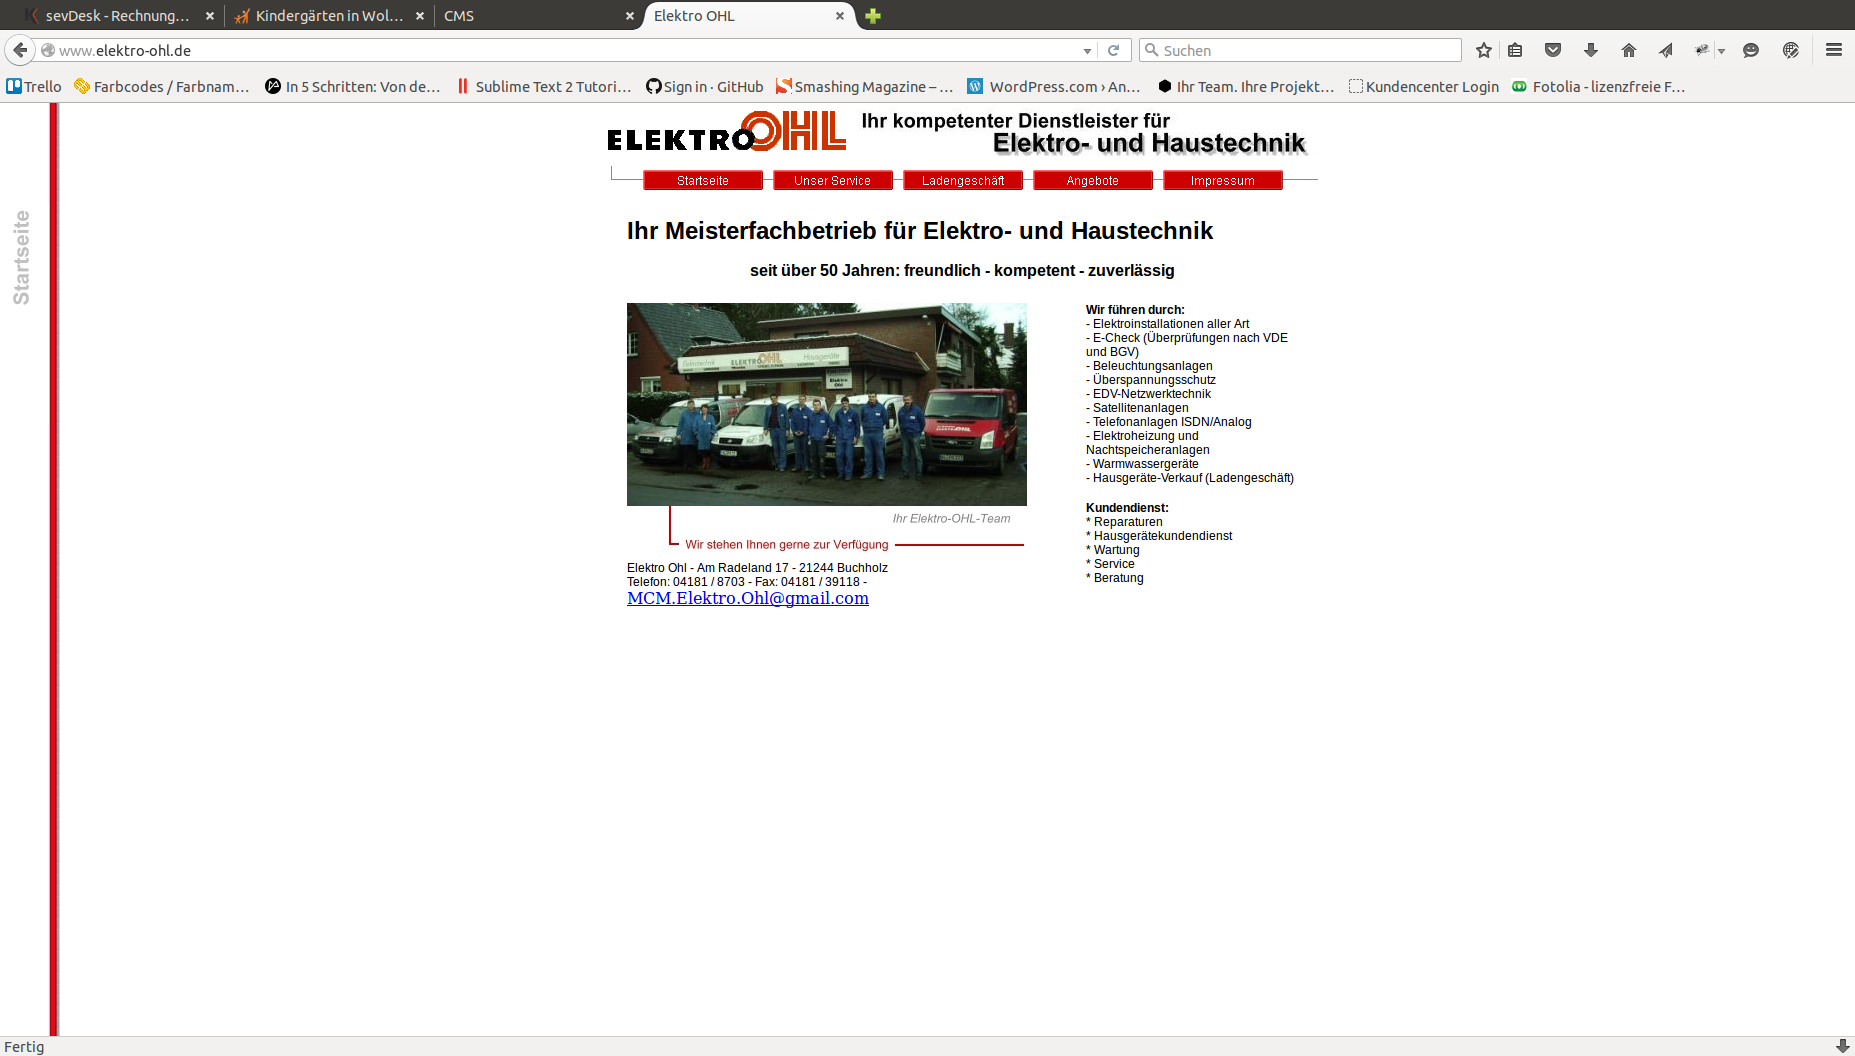 sevDesk - Rechnung...
Kindergärten in Wol...
CMS
Elektro OHL
www.elektro-ohl.de
Suchen
Trello
Farbcodes / Farbnam...
In 5 Schritten: Von de...
Sublime Text 2 Tutori...
Sign in · GitHub
Smashing Magazine – ...
WordPress.com › An...
Ihr Team. Ihre Projekt...
Kundencenter Login
Fotolia - lizenzfreie F...
ELEKTRO OHL
Ihr kompetenter Dienstleister für
Elektro- und Haustechnik
Startseite
Unser Service
Ladengeschäft
Angebote
Impressum
Startseite
Ihr Meisterfachbetrieb für Elektro- und Haustechnik
seit über 50 Jahren: freundlich - kompetent - zuverlässig
ELEKTRO OHL
Hausgeräte
Elektro
Ohl
Ihr Elektro-OHL-Team
Wir stehen Ihnen gerne zur Verfügung
Elektro Ohl - Am Radeland 17 - 21244 Buchholz
Telefon: 04181 / 8703 - Fax: 04181 / 39118 -
MCM.Elektro.Ohl@gmail.com
Wir führen durch:
- Elektroinstallationen aller Art
- E-Check (Überprüfungen nach VDE
und BGV)
- Beleuchtungsanlagen
- Überspannungsschutz
- EDV-Netzwerktechnik
- Satellitenanlagen
- Telefonanlagen ISDN/Analog
- Elektroheizung und
Nachtspeicheranlagen
- Warmwassergeräte
- Hausgeräte-Verkauf (Ladengeschäft)
Kundendienst:
* Reparaturen
* Hausgerätekundendienst
* Wartung
* Service
* Beratung
Fertig